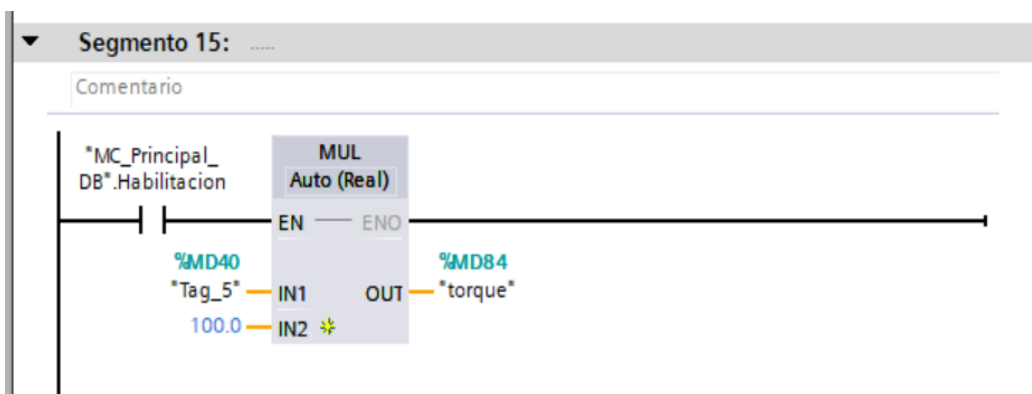 Segmento 15: .....
Comentario
"MC_Principal_
DB".Habilitacion
MUL
Auto (Real)
EN
ENO
%MD40
"Tag_5"
IN1
100.0
IN2
OUT
%MD84
"torque"